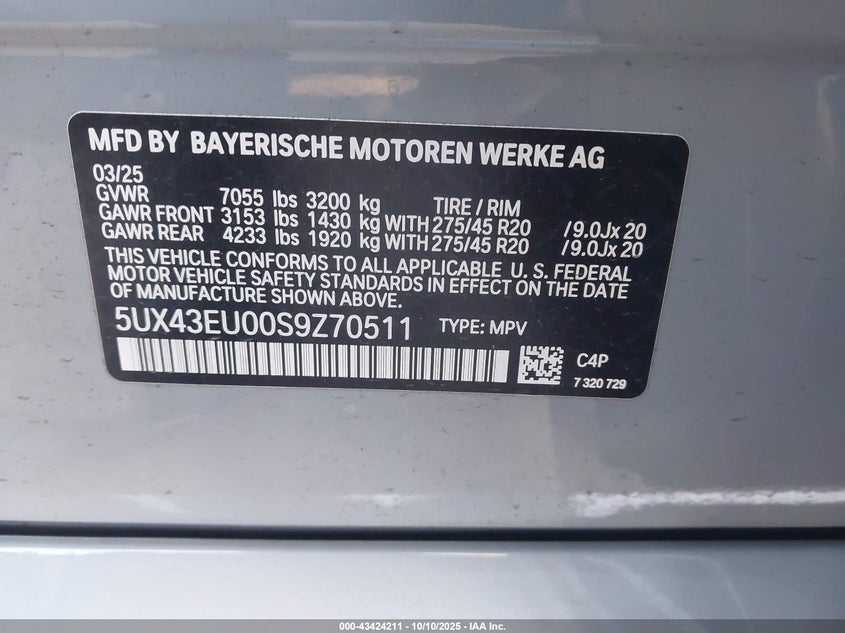 MFD BY BAYERISCHE MOTOREN WERKE AG
03/25
GVWR 7055 lbs 3200 kg TIRE / RIM
GAWR FRONT 3153 lbs 1430 kg WITH 275/45 R20 /9.0Jx 20
GAWR REAR 4233 lbs 1920 kg WITH 275/45 R20 /9.0Jx 20
THIS VEHICLE CONFORMS TO ALL APPLICABLE U. S. FEDERAL
MOTOR VEHICLE SAFETY STANDARDS IN EFFECT ON THE DATE
OF MANUFACTURE SHOWN ABOVE.
5UX43EU00S9Z70511 TYPE: MPV
C4P
7 320 729
000-43424211 - 10/10/2025 - IAA Inc.